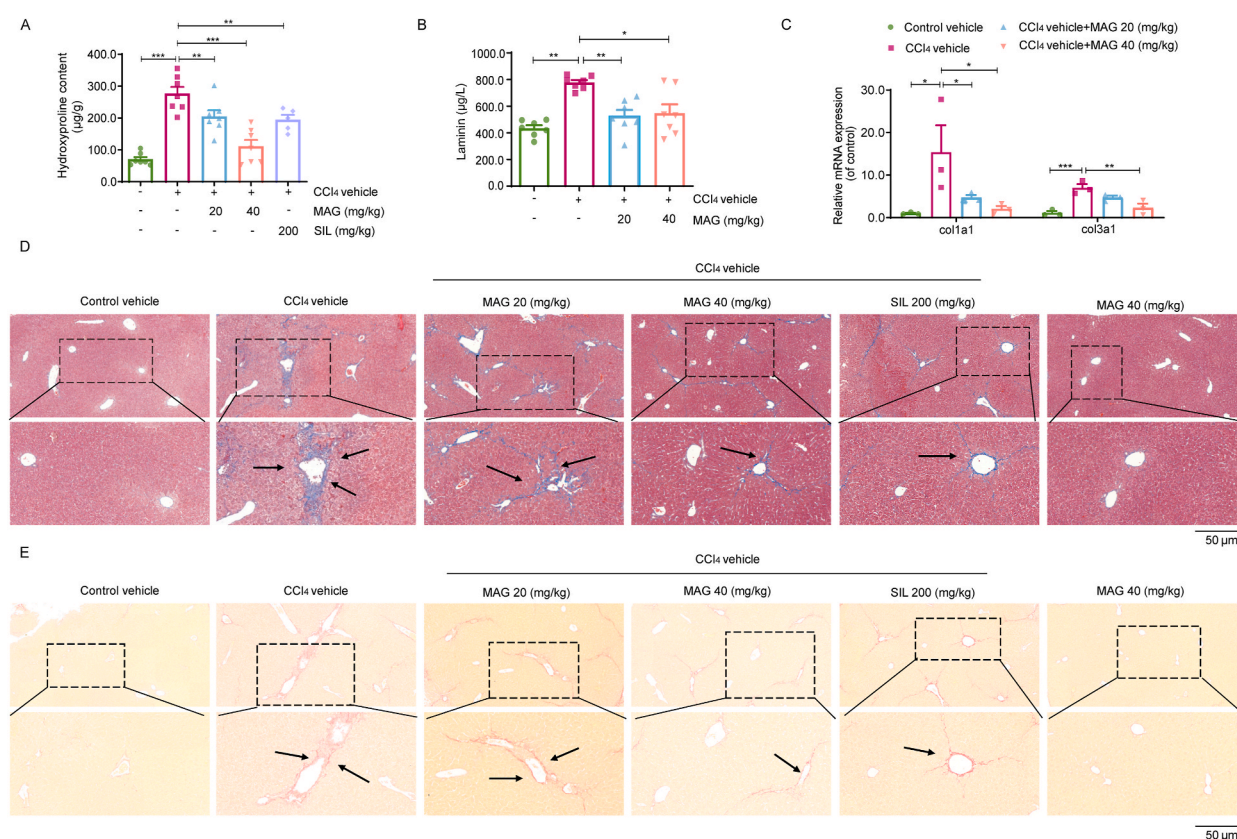 A
Hydroxyproline content
(μg/g)
400.0
300.0
200.0
100.0
0.0
**
***
*** **
- + + + + CCl₄ vehicle
- - 20 40 - MAG (mg/kg)
- - - - 200 SIL (mg/kg)
B
Laminin (μg/L)
1000.0
800.0
600.0
400.0
200.0
0.0
*
** **
- + + + CCl₄ vehicle
- - 20 40 MAG (mg/kg)
C
Control vehicle
CCl₄ vehicle
CCl₄ vehicle+MAG 20 (mg/kg)
CCl₄ vehicle+MAG 40 (mg/kg)
Relative mRNA expression
(of control)
30.0
20.0
10.0
0.0
*
* *
*** **
col1a1 col3a1
D
CCl₄ vehicle
Control vehicle CCl₄ vehicle MAG 20 (mg/kg) MAG 40 (mg/kg) SIL 200 (mg/kg) MAG 40 (mg/kg)
50 μm
E
CCl₄ vehicle
Control vehicle CCl₄ vehicle MAG 20 (mg/kg) MAG 40 (mg/kg) SIL 200 (mg/kg) MAG 40 (mg/kg)
50 μm